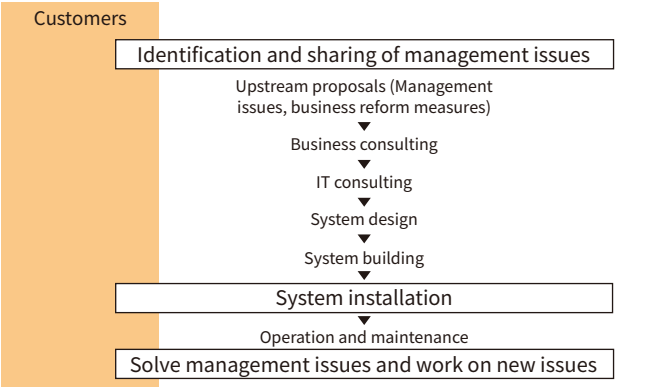 Customers
Identification and sharing of management issues
Upstream proposals (Management
issues, business reform measures)
Business consulting
IT consulting
System design
System building
System installation
Operation and maintenance
Solve management issues and work on new issues